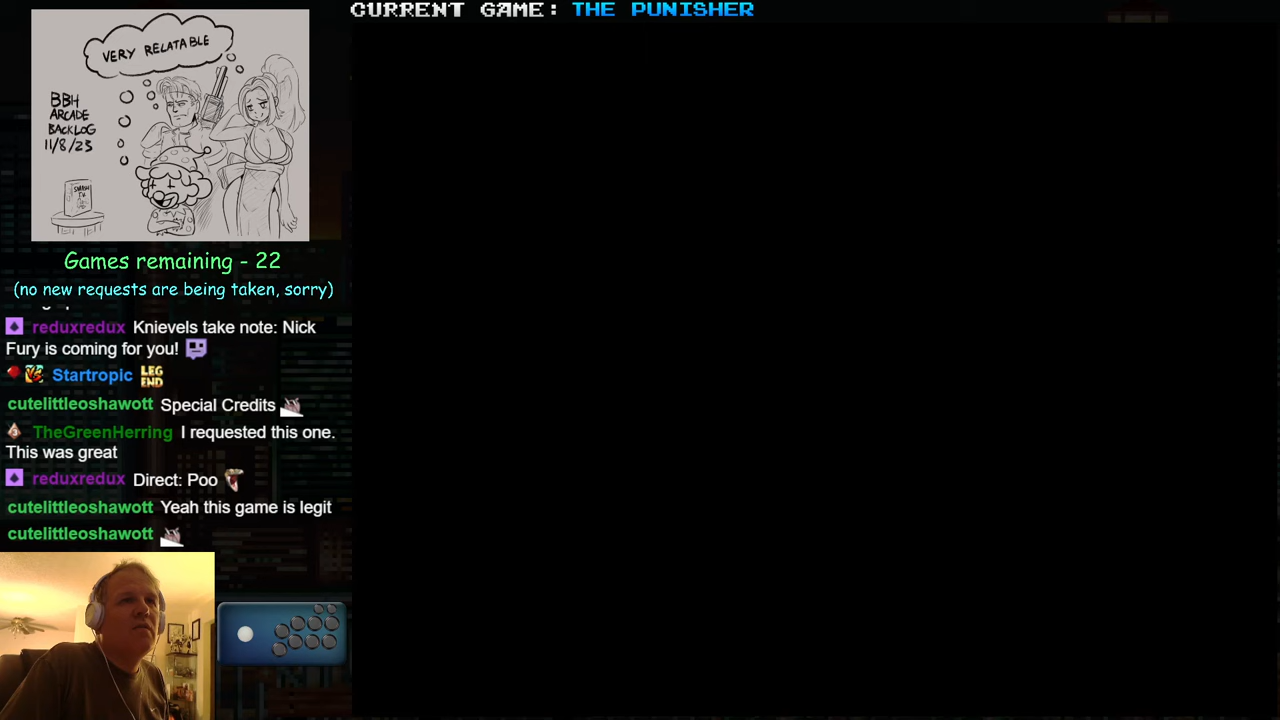 CURRENT GAME: THE PUNISHER
VERY RELATABLE
BBH
ARCADE
BACKLOG
11/8/23
Games remaining - 22
(no new requests are being taken, sorry)
reduxredux Knievels take note: Nick
Fury is coming for you!
Startropic LEG
END
cutelittleoshawott Special Credits
TheGreenHerring I requested this one.
This was great
reduxredux Direct: Poo
cutelittleoshawott Yeah this game is legit
cutelittleoshawott